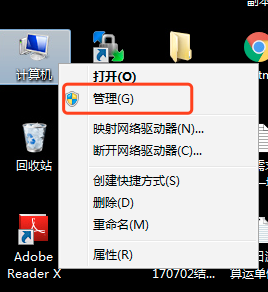 副本
计算机
打开(O)
管理(G)
映射网络驱动器(N)...
断开网络驱动器(C)...
回收站
创建快捷方式(S)
删除(D)
重命名(M)
属性(R)
Adobe
Reader X
170702结...
算运单